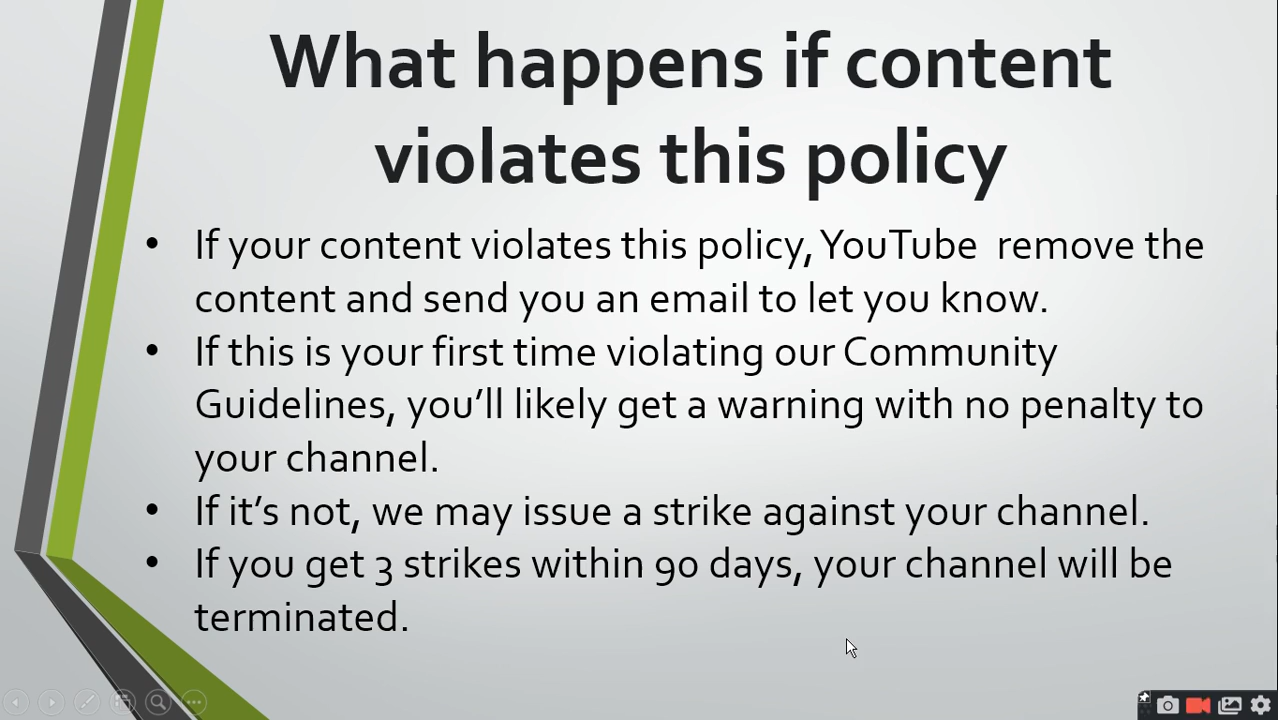 What happens if content
violates this policy
• If your content violates this policy, YouTube  remove the
content and send you an email to let you know.
• If this is your first time violating our Community
Guidelines, you’ll likely get a warning with no penalty to
your channel.
• If it’s not, we may issue a strike against your channel.
• If you get 3 strikes within 90 days, your channel will be
terminated.